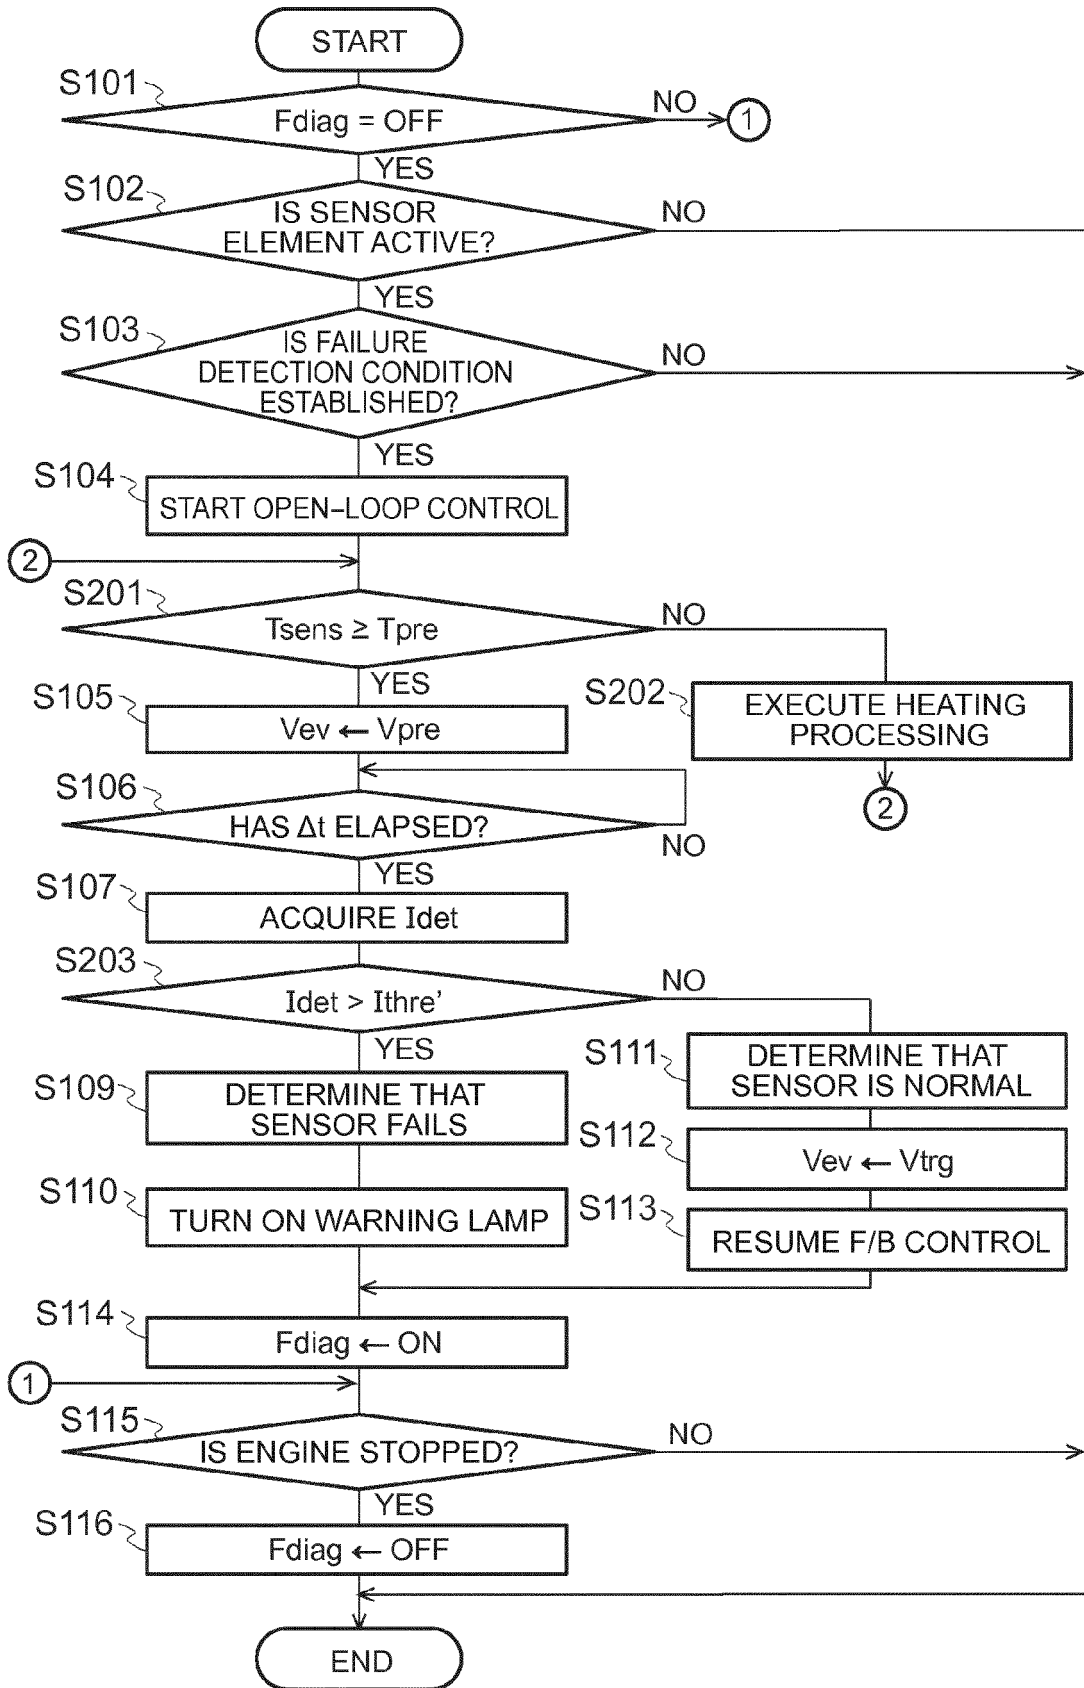 START
S101
Fdiag = OFF
NO
1
YES
S102
IS SENSOR
ELEMENT ACTIVE?
NO
YES
S103
IS FAILURE
DETECTION CONDITION
ESTABLISHED?
NO
YES
S104
START OPEN–LOOP CONTROL
2
S201
Tsens ≥ Tpre
NO
YES
S202
EXECUTE HEATING
PROCESSING
2
S105
Vev ← Vpre
S106
HAS Δt ELAPSED?
NO
YES
S107
ACQUIRE Idet
S203
Idet > Ithre’
NO
YES
S111
DETERMINE THAT
SENSOR IS NORMAL
S109
DETERMINE THAT
SENSOR FAILS
S112
Vev ← Vtrg
S110
TURN ON WARNING LAMP
S113
RESUME F/B CONTROL
S114
Fdiag ← ON
1
S115
IS ENGINE STOPPED?
NO
YES
S116
Fdiag ← OFF
END